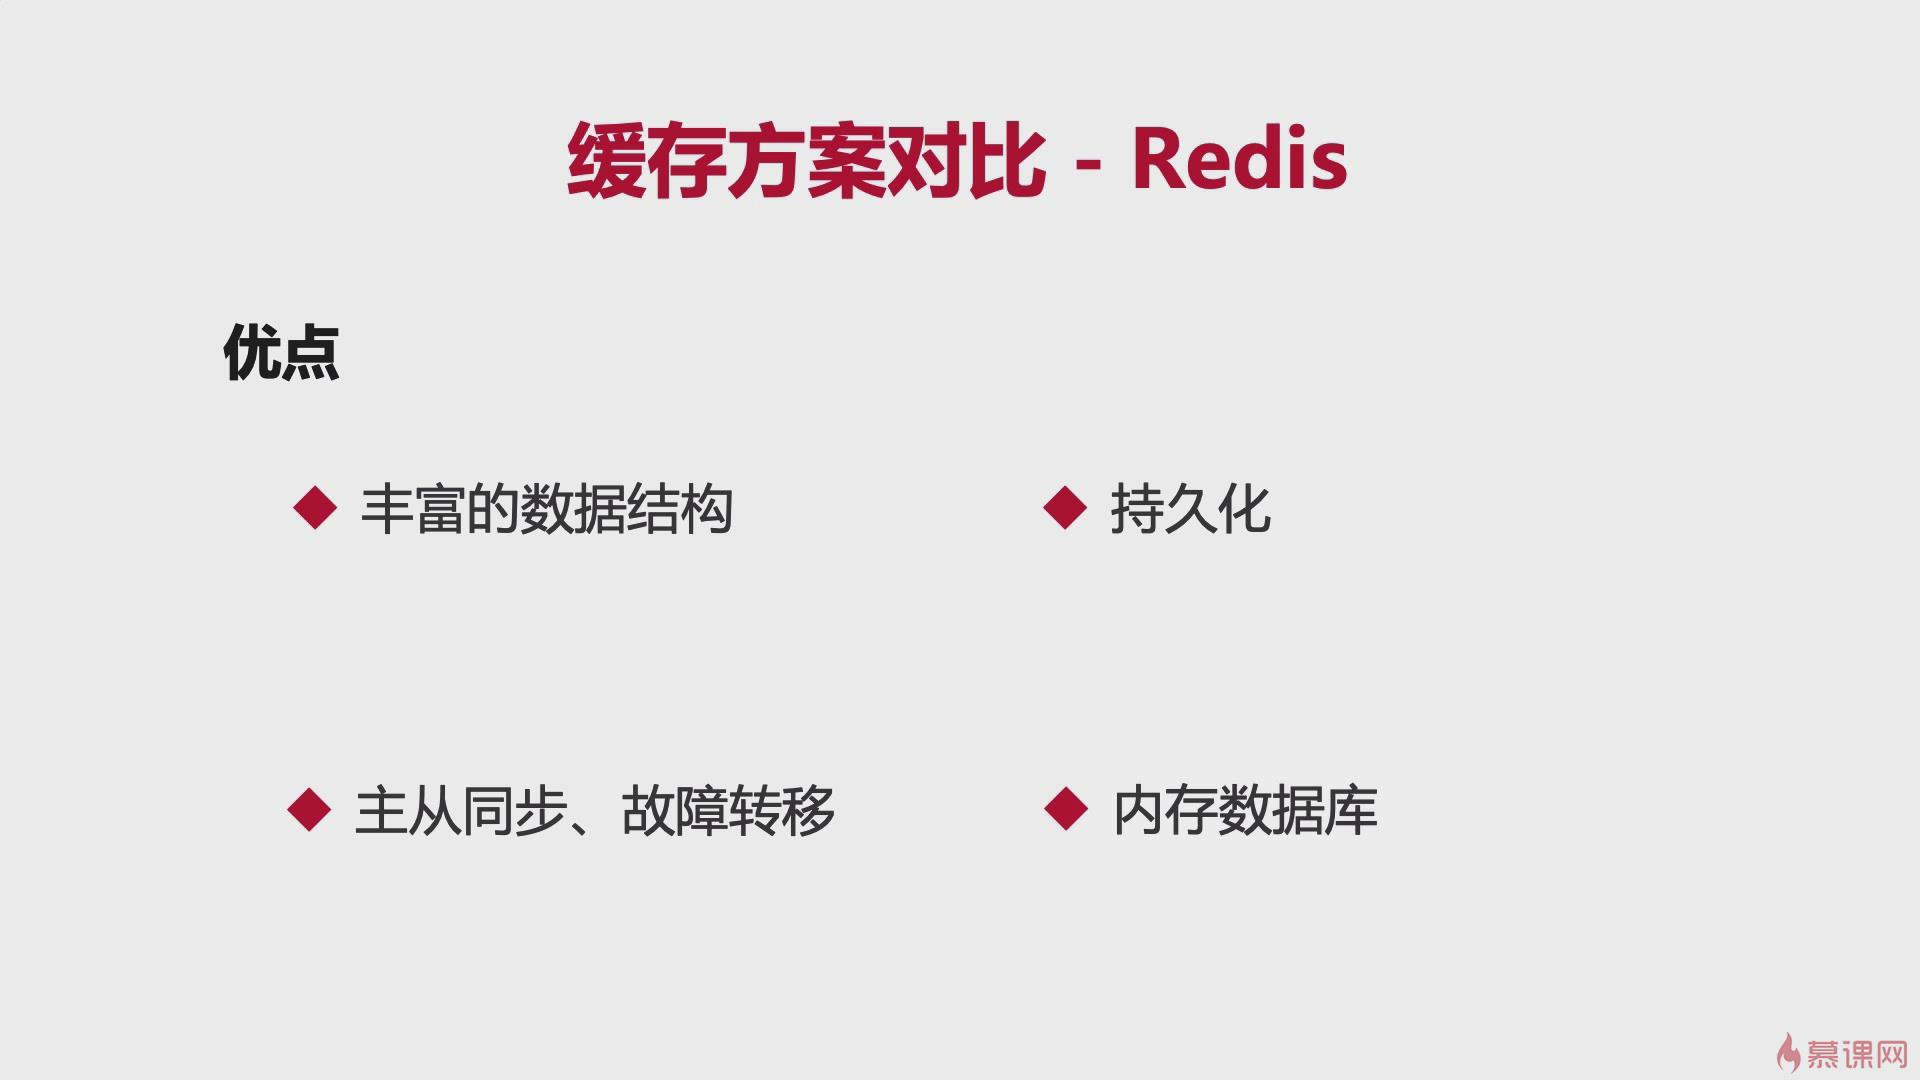 缓存方案对比 - Redis
优点
丰富的数据结构
持久化
主从同步、故障转移
内存数据库
慕课网